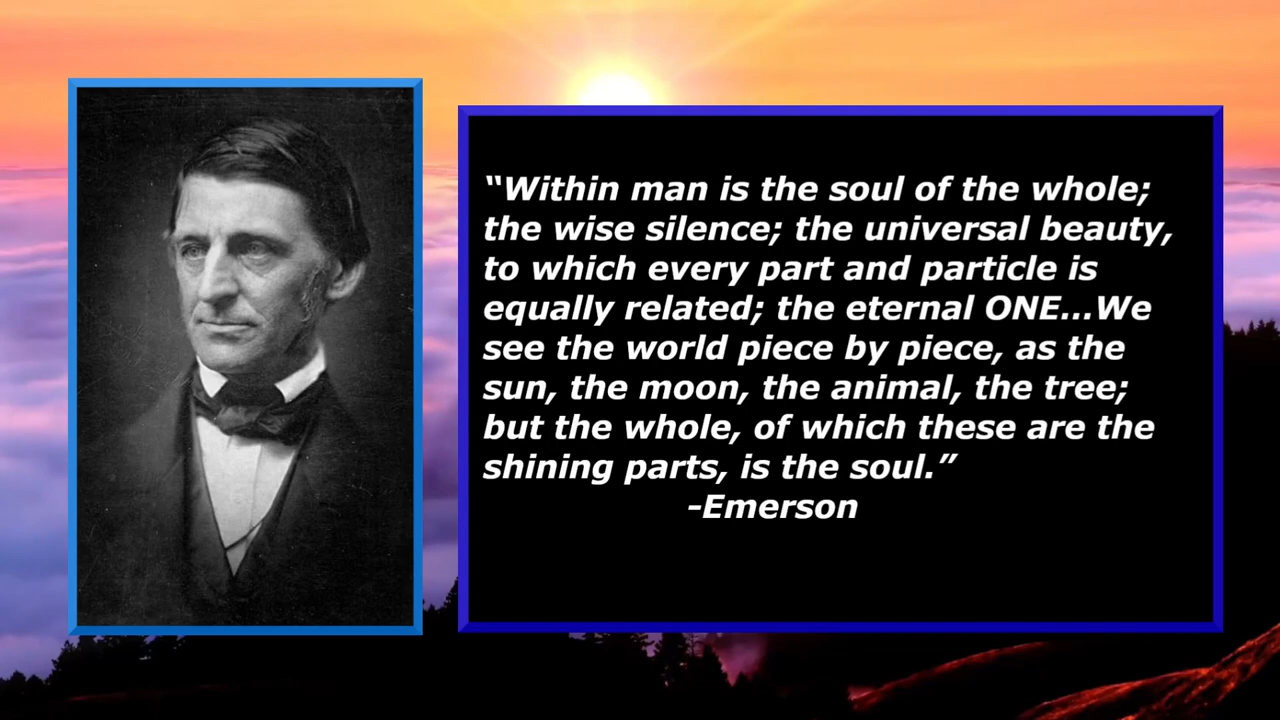 “Within man is the soul of the whole;
the wise silence; the universal beauty,
to which every part and particle is
equally related; the eternal ONE...We
see the world piece by piece, as the
sun, the moon, the animal, the tree;
but the whole, of which these are the
shining parts, is the soul.”
-Emerson